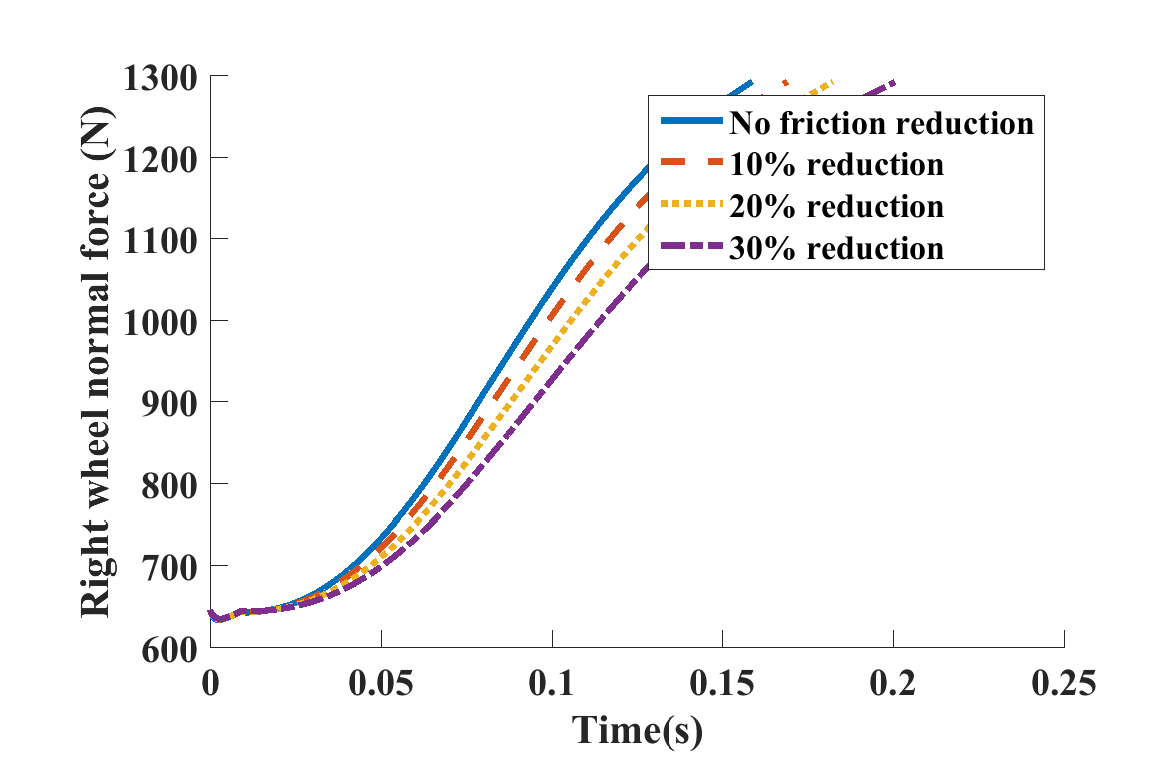 1300
1200
1100
1000
900
800
700
600
Right wheel normal force (N)
No friction reduction
10% reduction
20% reduction
30% reduction
0
0.05
0.1
0.15
0.2
0.25
Time(s)